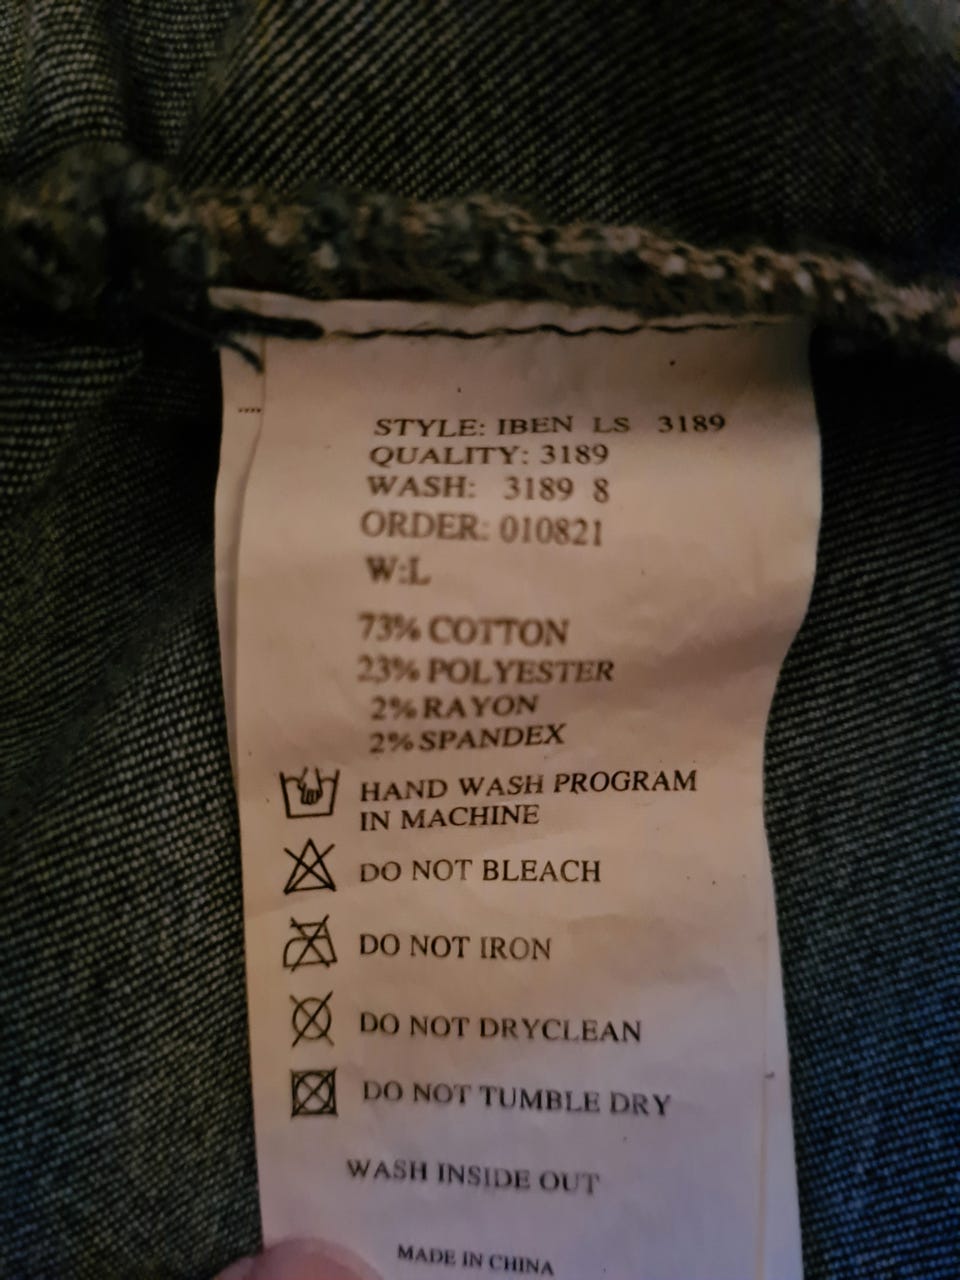 STYLE: IBEN LS 3189
QUALITY: 3189
WASH: 3189 8
ORDER: 010821
W:L
73% COTTON
23% POLYESTER
2% RAYON
2% SPANDEX
HAND WASH PROGRAM
IN MACHINE
DO NOT BLEACH
DO NOT IRON
DO NOT DRYCLEAN
DO NOT TUMBLE DRY
WASH INSIDE OUT
MADE IN CHINA